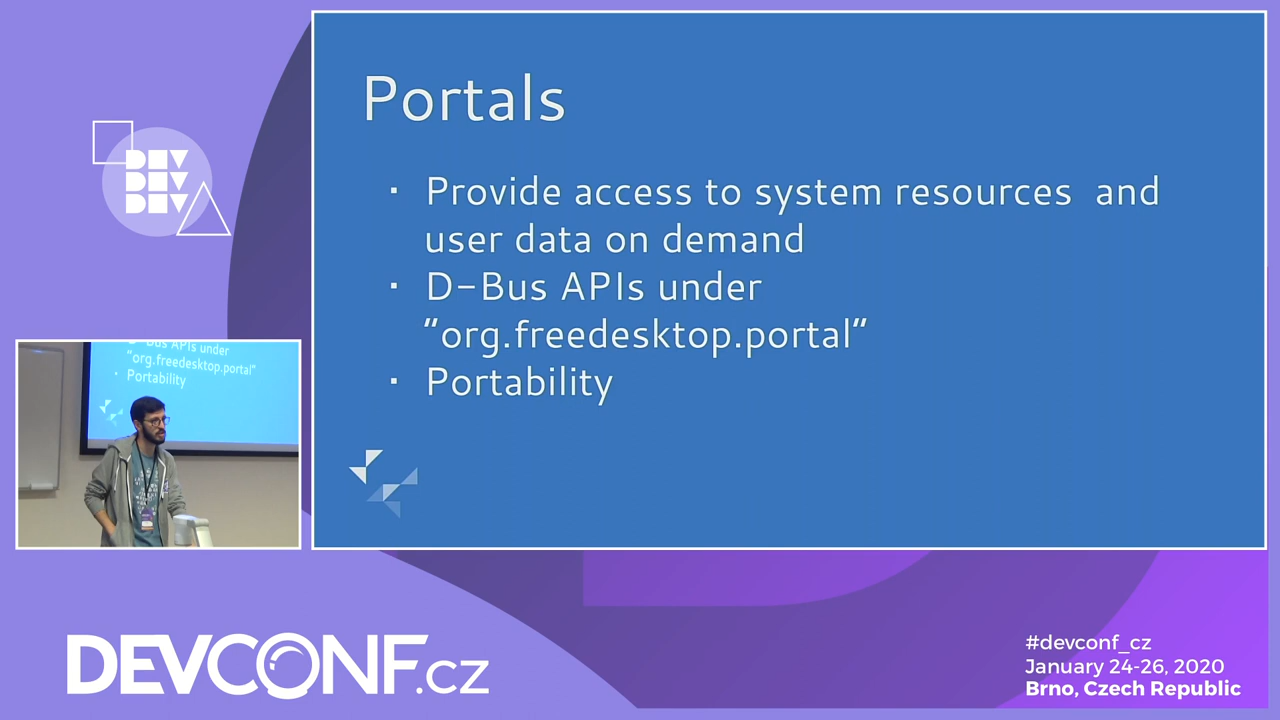 Portals
· Provide access to system resources and
user data on demand
· D-Bus APIs under
"org.freedesktop.portal"
· Portability
DEV
DEV
DEV
- Bus APIs under
"org.freedesktop.portal"
· Portability
DEVCONF.cz
#devconf_cz
January 24-26, 2020
Brno, Czech Republic